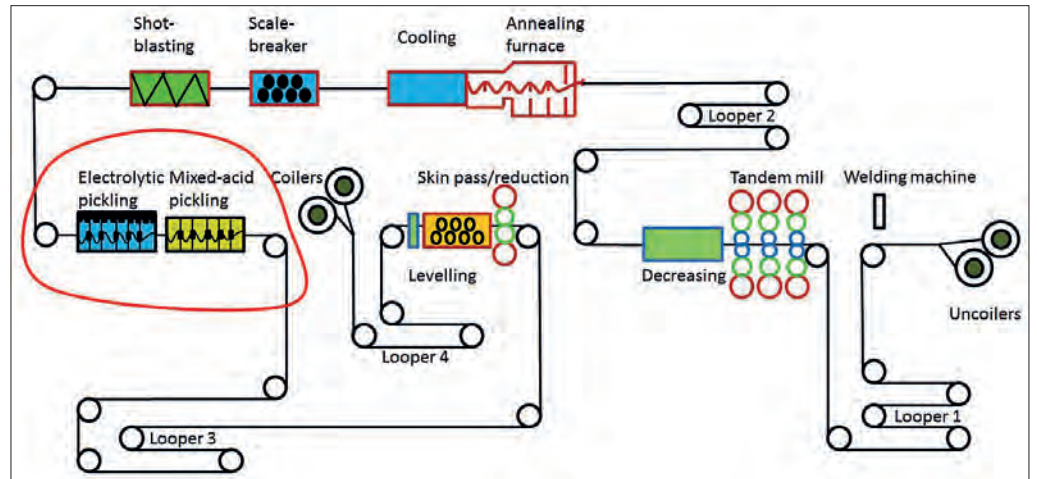 Shot-
blasting
Scale-
breaker
Cooling
Annealing
furnace
Looper 2
Electrolytic
pickling
Mixed-acid
pickling
Coilers
Skin pass/reduction
Tandem mill
Welding machine
Levelling
Decreasing
Uncoilers
Looper 4
Looper 1
Looper 3